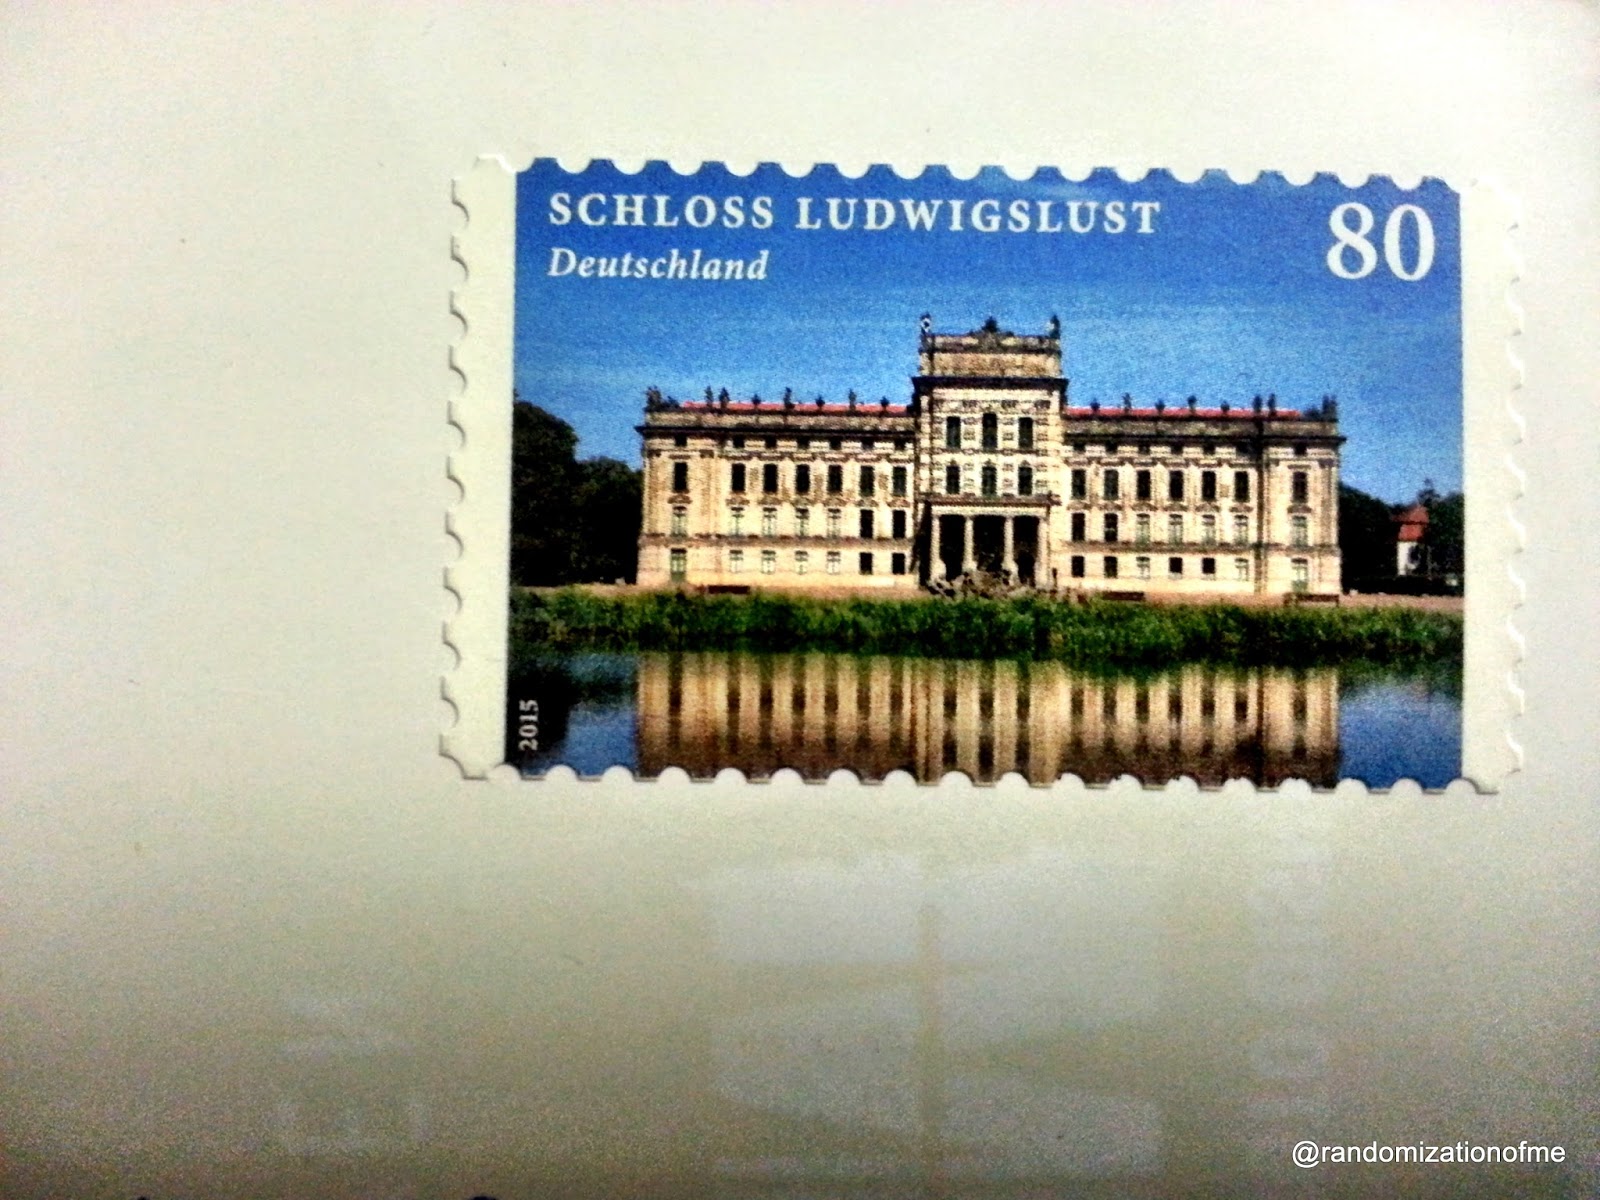 SCHLOSS LUDWIGSLUST
Deutschland
80
2015
@randomizationofme